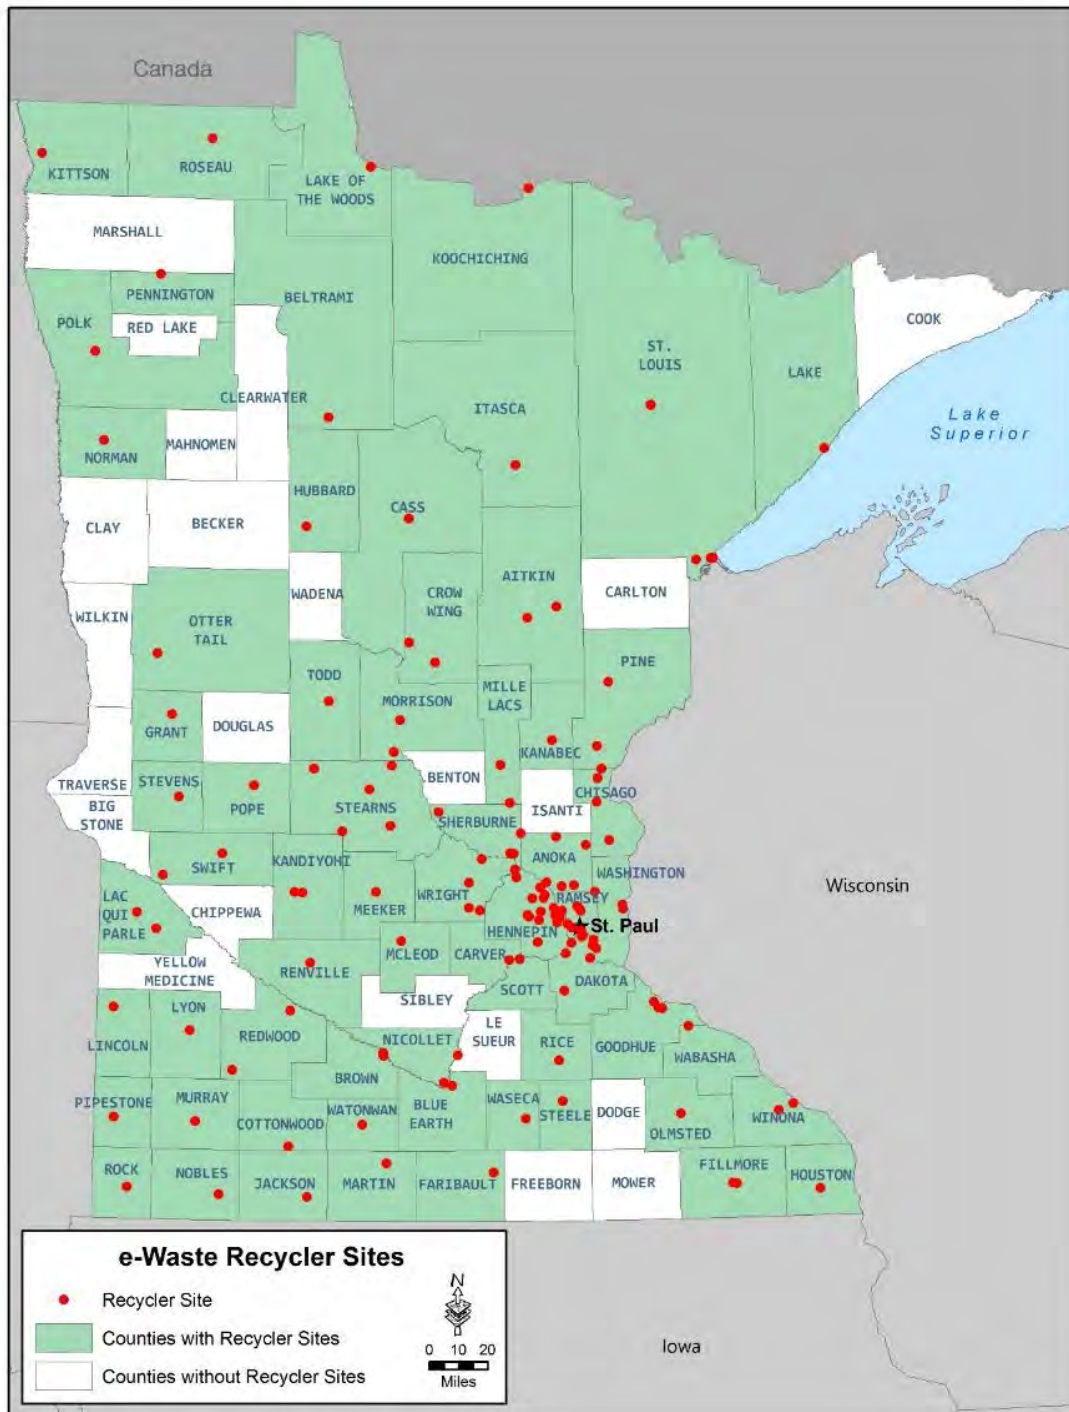 Canada
KITTSON
ROSEAU
LAKE OF
THE WOODS
MARSHALL
KOOCHICHING
PENNINGTON
BELTRAMI
POLK
RED LAKE
COOK
ST.
LOUIS
LAKE
CLEARWATER
ITASCA
Lake
Superior
MAHNOMEN
NORMAN
HUBBARD
CASS
CLAY
BECKER
AITKIN
WADENA
CROW
WING
CARLTON
WILKIN
OTTER
TAIL
PINE
TODD
MILLE
LACS
MORRISON
GRANT
DOUGLAS
KANABEC
TRAVERSE
STEVENS
BENTON
CHISAGO
BIG
STONE
POPE
STEARNS
SHERBURNE
ISANTI
SWIFT
KANDIYOHI
ANOKA
WASHINGTON
WRIGHT
Wisconsin
LAC
QUI
PARLE
CHIPPEWA
MEEKER
RAMSEY
St. Paul
HENNEPIN
YELLOW
MEDICINE
RENVILLE
MCLEOD
CARVER
DAKOTA
SCOTT
SIBLEY
LYON
LINCOLN
REDWOOD
NICOLLET
LE
SUEUR
RICE
GOODHUE
WABASHA
BROWN
PIPESTONE
MURRAY
COTTONWOOD
WATONWAN
BLUE
EARTH
WASECA
STEELE
DODGE
OLMSTED
WINONA
ROCK
NOBLES
JACKSON
MARTIN
FARIBAULT
FREEBORN
MOWER
FILLMORE
HOUSTON
e-Waste Recycler Sites
Recycler Site
Counties with Recycler Sites
Counties without Recycler Sites
N
0 10 20
Miles
Iowa